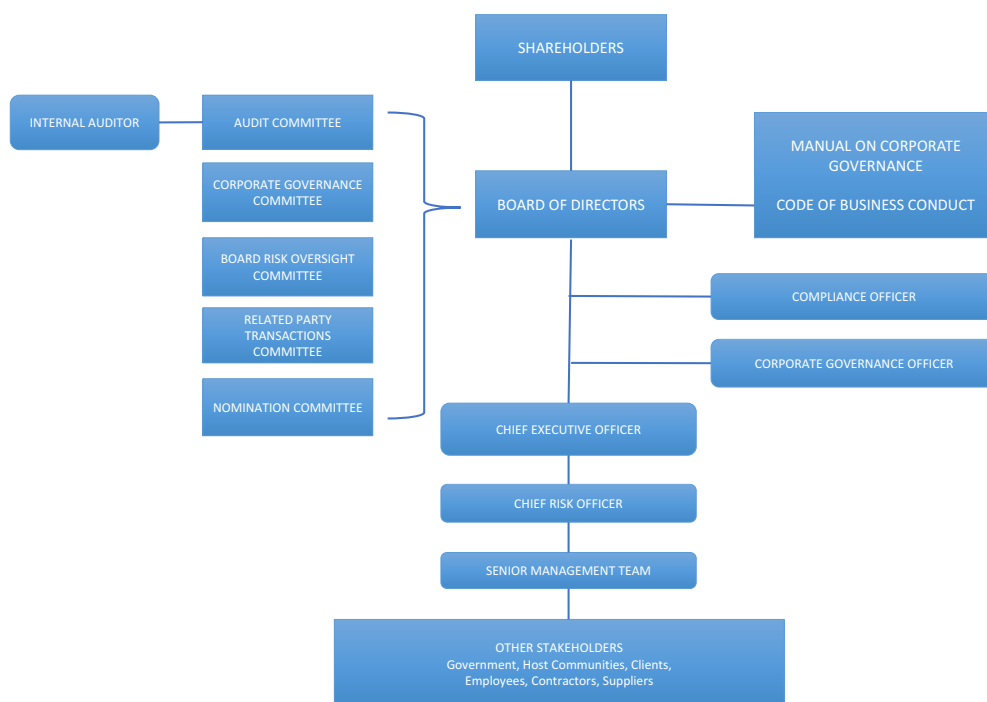 SHAREHOLDERS
INTERNAL AUDITOR
AUDIT COMMITTEE
CORPORATE GOVERNANCE
COMMITTEE
BOARD RISK OVERSIGHT
COMMITTEE
RELATED PARTY
TRANSACTIONS
COMMITTEE
NOMINATION COMMITTEE
BOARD OF DIRECTORS
MANUAL ON CORPORATE
GOVERNANCE
CODE OF BUSINESS CONDUCT
COMPLIANCE OFFICER
CORPORATE GOVERNANCE OFFICER
CHIEF EXECUTIVE OFFICER
CHIEF RISK OFFICER
SENIOR MANAGEMENT TEAM
OTHER STAKEHOLDERS
Government, Host Communities, Clients,
Employees, Contractors, Suppliers